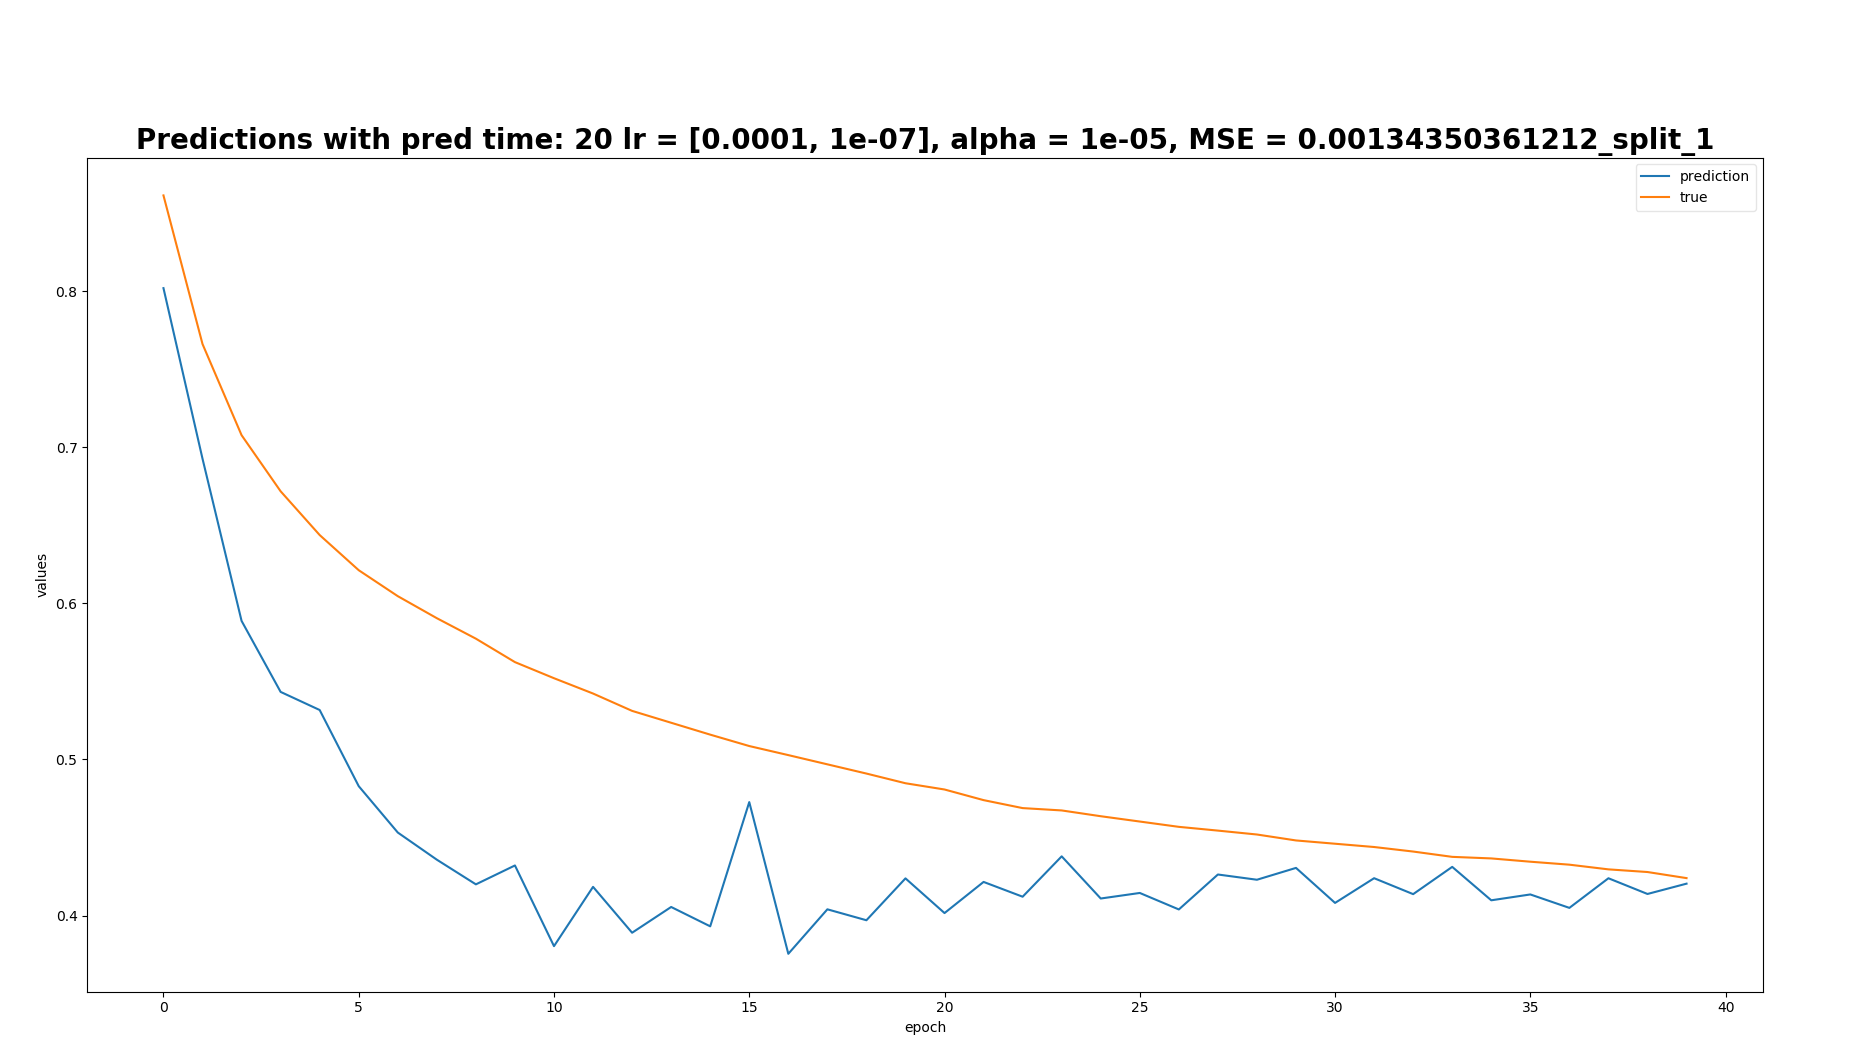 Predictions with pred time: 20 lr = [0.0001, 1e-07], alpha = 1e-05, MSE = 0.00134350361212_split_1
prediction
true
values
0.8
0.7
0.6
0.5
0.4
0 5 10 15 20 25 30 35 40
epoch